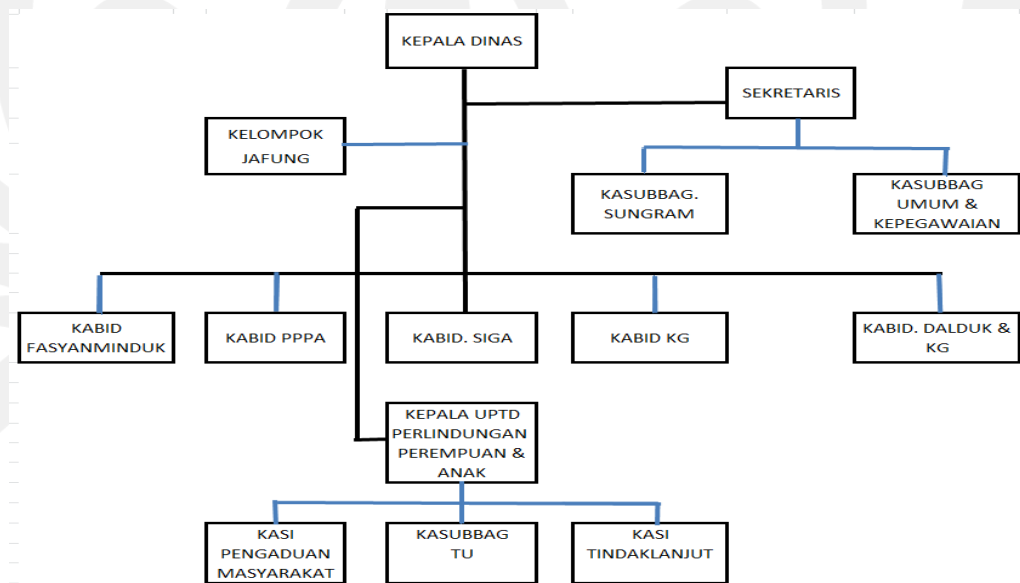 KEPALA DINAS
SEKRETARIS
KELOMPOK
JAFUNG
KASUBBAG.
SUNGRAM
KASUBBAG
UMUM &
KEPEGAWAIAN
KABID
FASYANMINDUK
KABID PPPA
KABID. SIGA
KABID KG
KABID. DALDUK &
KG
KEPALA UPTD
PERLINDUNGAN
PEREMPUAN &
ANAK
KASI
PENGADUAN
MASYARAKAT
KASUBBAG
TU
KASI
TINDAKLANJUT